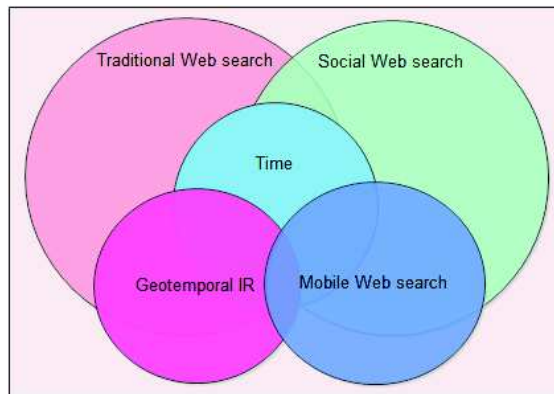 Traditional Web search
Social Web search
Time
Geotemporal IR
Mobile Web search